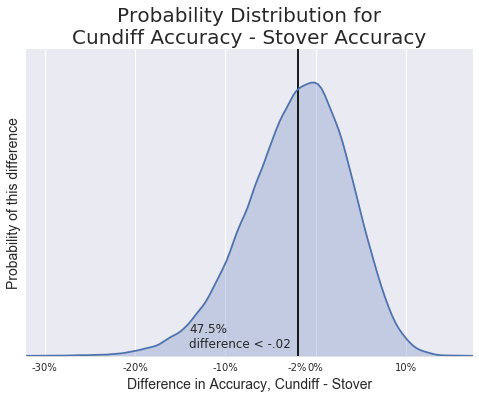 Probability Distribution for
Cundiff Accuracy - Stover Accuracy
Probability of this difference
47.5%
difference < -.02
-30%
-20%
-10%
-2%
0%
10%
Difference in Accuracy, Cundiff - Stover